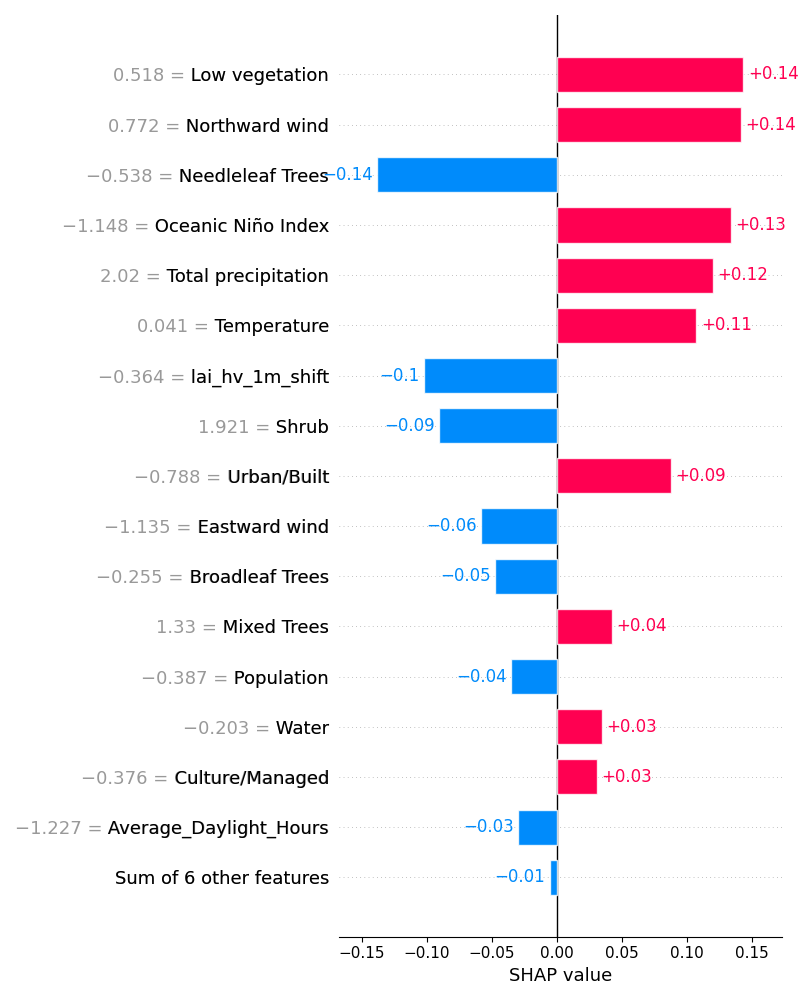 0.518 = Low vegetation +0.14
0.772 = Northward wind +0.14
−0.538 = Needleleaf Trees −0.14
−1.148 = Oceanic Niño Index +0.13
2.02 = Total precipitation +0.12
0.041 = Temperature +0.11
−0.364 = lai_hv_1m_shift −0.1
1.921 = Shrub −0.09
−0.788 = Urban/Built +0.09
−1.135 = Eastward wind −0.06
−0.255 = Broadleaf Trees −0.05
1.33 = Mixed Trees +0.04
−0.387 = Population −0.04
−0.203 = Water +0.03
−0.376 = Culture/Managed +0.03
−1.227 = Average_Daylight_Hours −0.03
Sum of 6 other features −0.01
−0.15 −0.10 −0.05 0.00 0.05 0.10 0.15
SHAP value